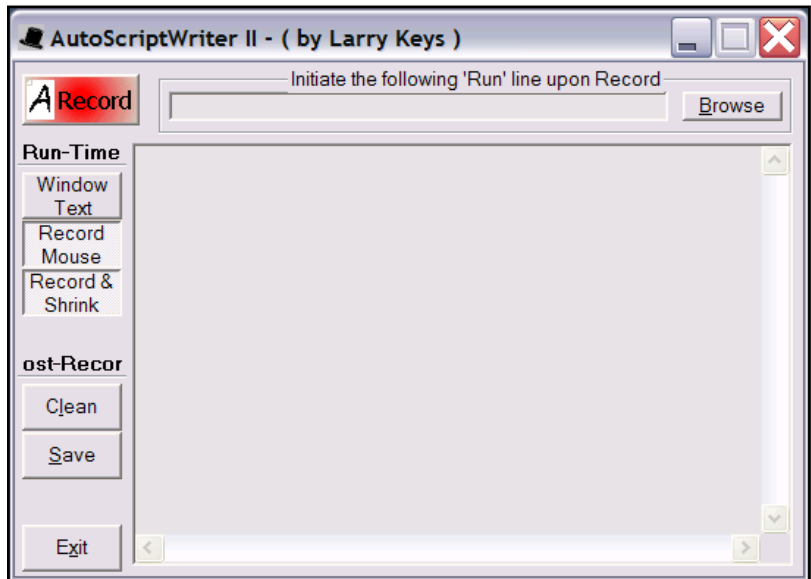 AutoScriptWriter II - ( by Larry Keys )
A Record
Initiate the following 'Run' line upon Record
Browse
Run-Time
Window
Text
Record
Mouse
Record &
Shrink
ost-Recor
Clean
Save
Exit